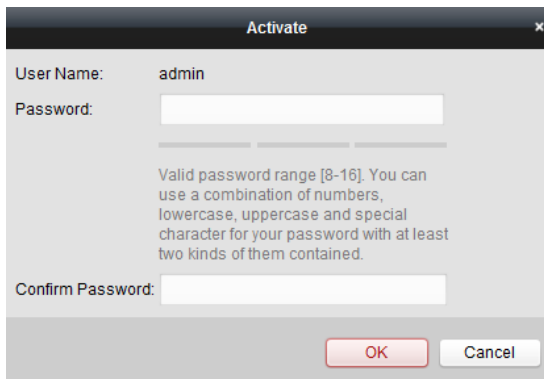 Activate
×
User Name: admin
Password:
Valid password range [8-16]. You can
use a combination of numbers,
lowercase, uppercase and special
character for your password with at least
two kinds of them contained.
Confirm Password:
OK Cancel